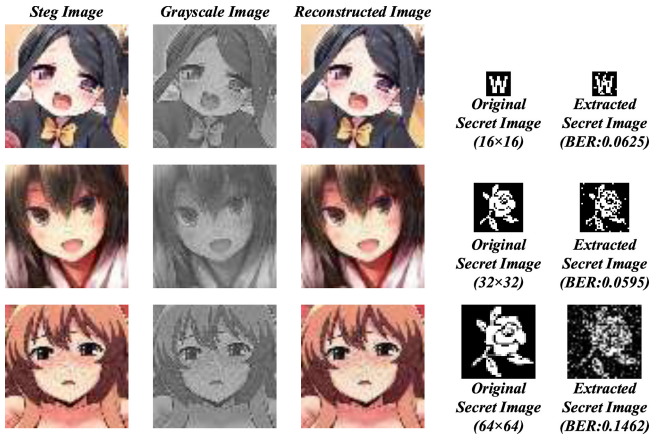 Steg Image Grayscale Image Reconstructed Image
W W
Original Extracted
Secret Image Secret Image
(16×16) (BER:0.0625)
Original Extracted
Secret Image Secret Image
(32×32) (BER:0.0595)
Original Extracted
Secret Image Secret Image
(64×64) (BER:0.1462)